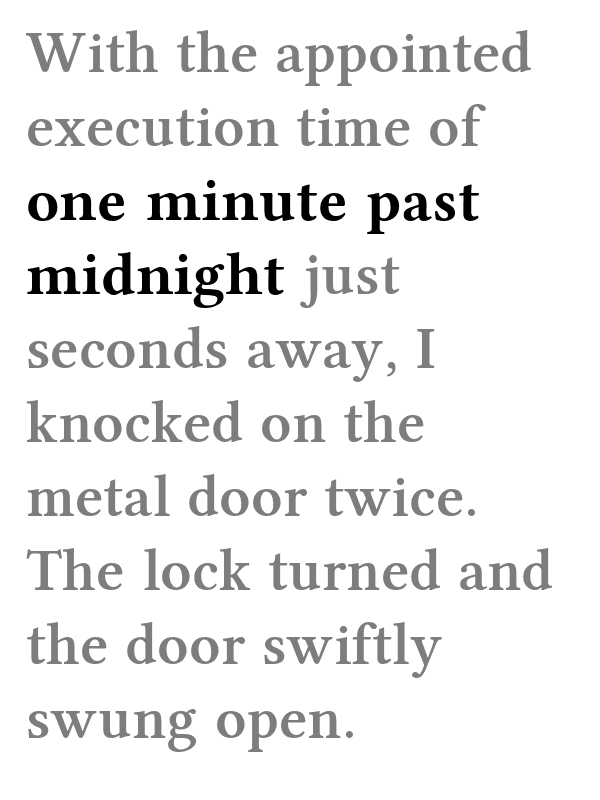 With the appointed
execution time of
one minute past
midnight just
seconds away, I
knocked on the
metal door twice.
The lock turned and
the door swiftly
swung open.